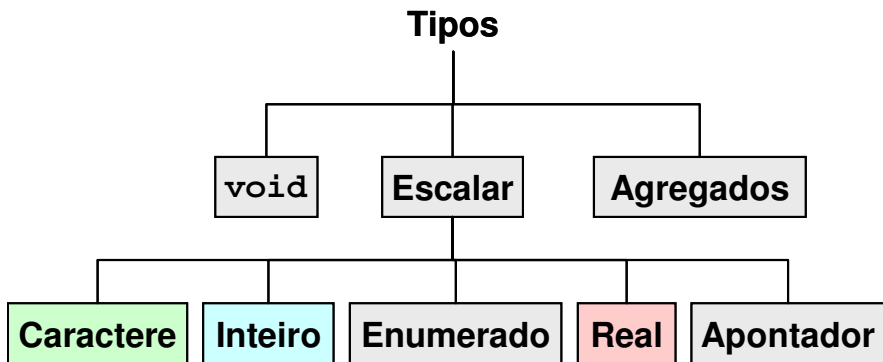 Tipos
void Escalar Agregados
Caractere Inteiro Enumerado Real Apontador